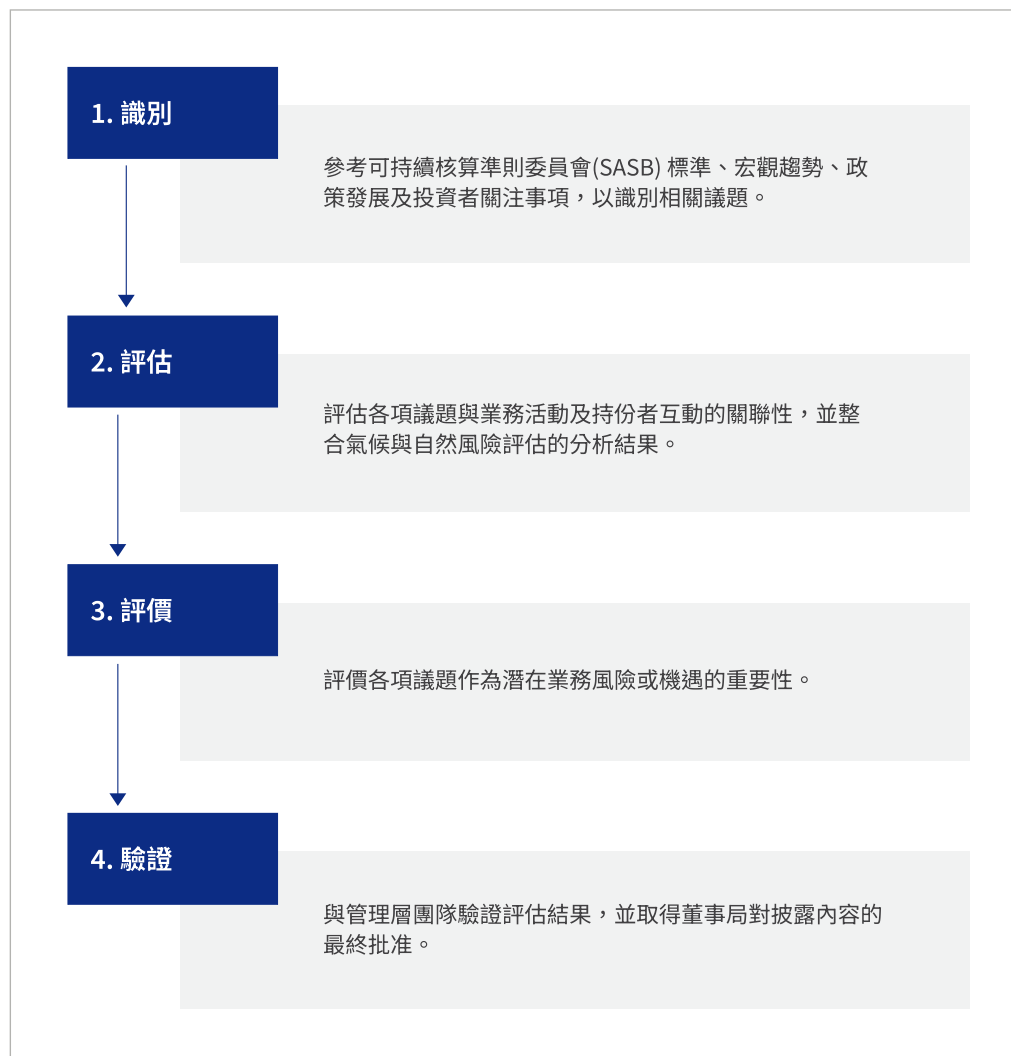 1. 識別
參考可持續核算準則委員會(SASB) 標準、宏觀趨勢、政
策發展及投資者關注事項，以識別相關議題。
2. 評估
評估各項議題與業務活動及持份者互動的關聯性，並整
合氣候與自然風險評估的分析結果。
3. 評價
評價各項議題作為潛在業務風險或機遇的重要性。
4. 驗證
與管理層團隊驗證評估結果，並取得董事局對披露內容的
最終批准。